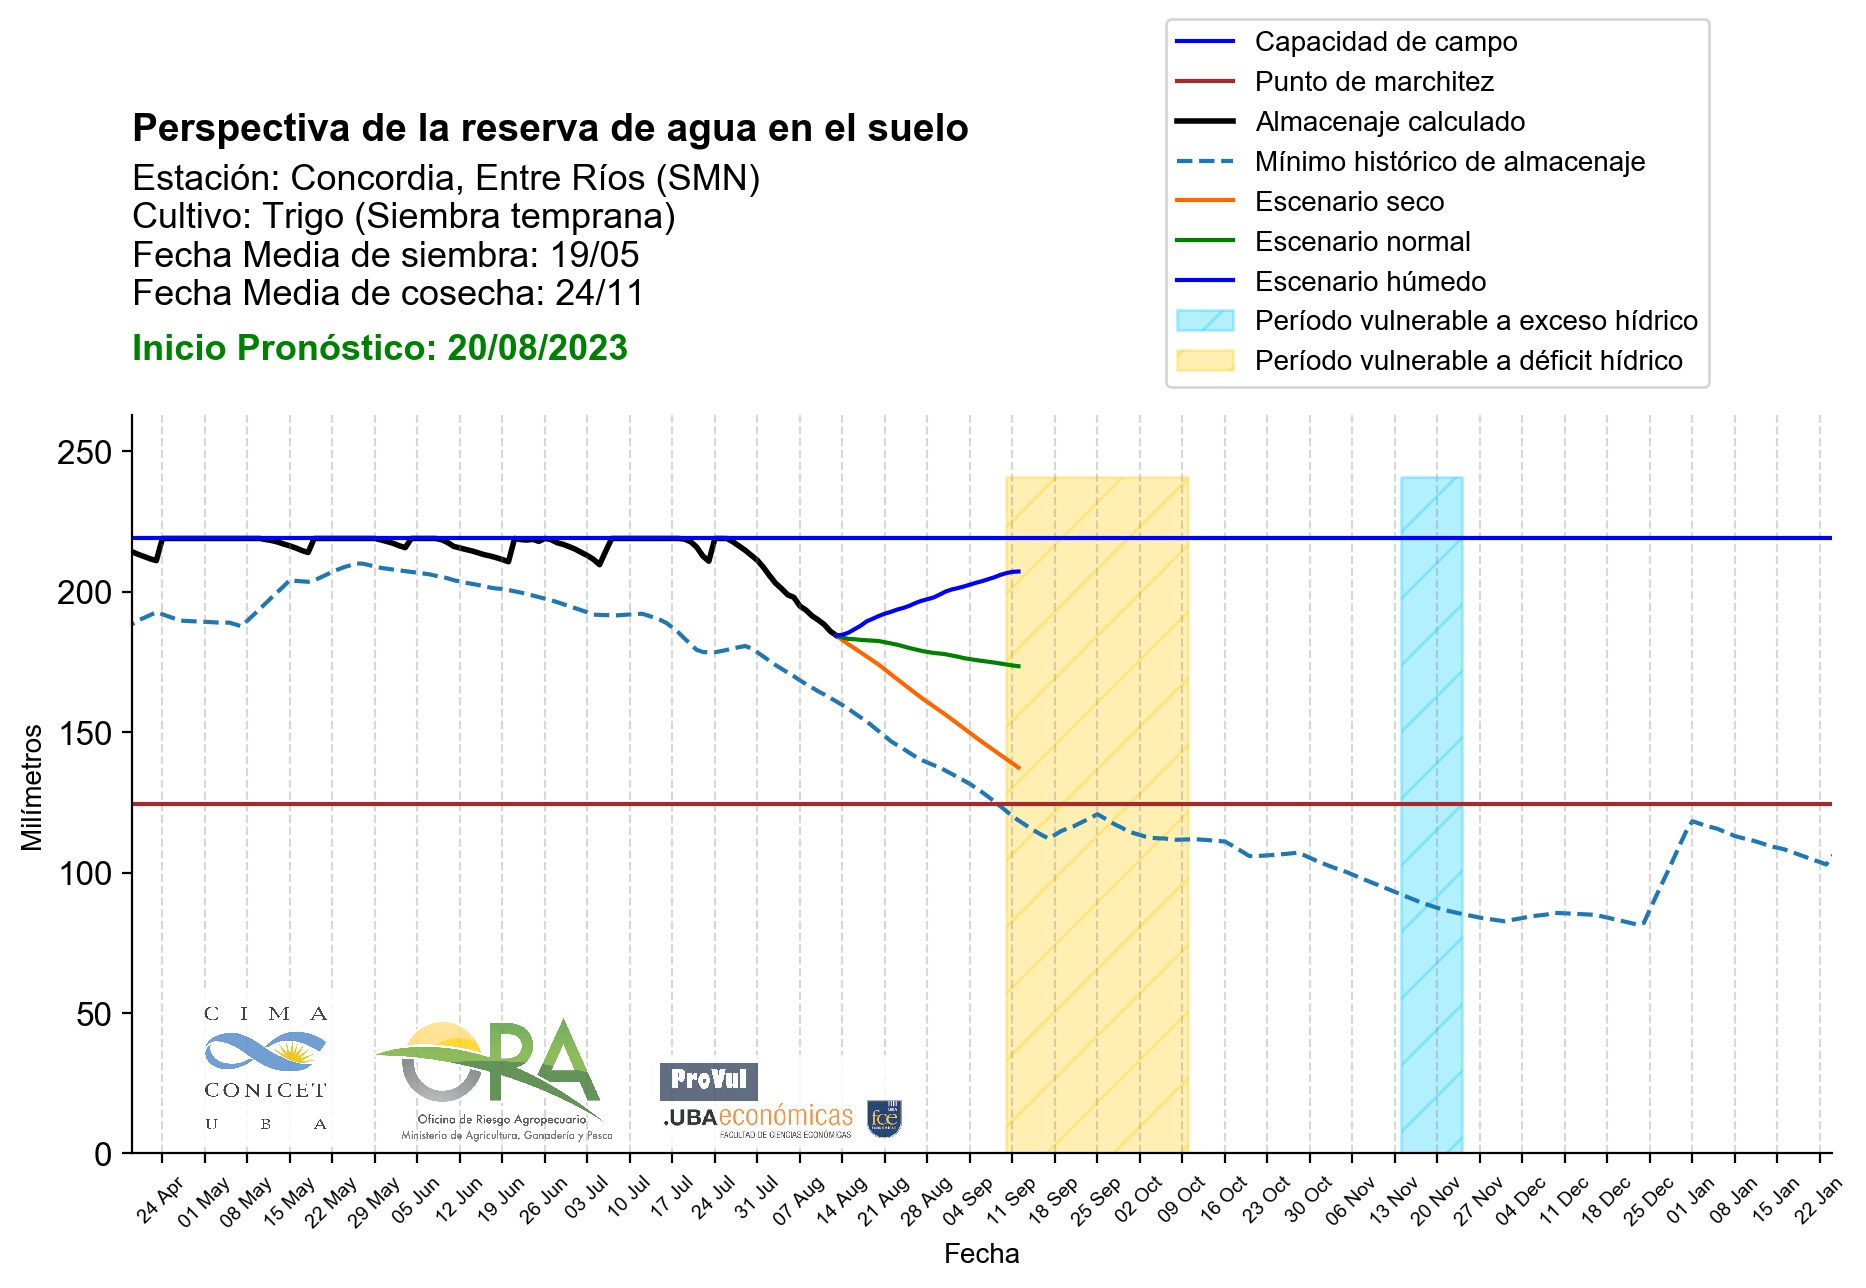 Capacidad de campo
Punto de marchitez
Almacenaje calculado
Mínimo histórico de almacenaje
Escenario seco
Escenario normal
Escenario húmedo
Período vulnerable a exceso hídrico
Período vulnerable a déficit hídrico
Perspectiva de la reserva de agua en el suelo
Estación: Concordia, Entre Ríos (SMN)
Cultivo: Trigo (Siembra temprana)
Fecha Media de siembra: 19/05
Fecha Media de cosecha: 24/11
Inicio Pronóstico: 20/08/2023
250
200
150
100
50
0
Milímetros
CIMA
CONICET
UBA
ORA
Oficina de Riesgo Agropecuario
Ministerio de Agricultura, Ganadería y Pesca
ProVul
.UBAeconómicas
FACULTAD DE CIENCIAS ECONÓMICAS
fce
24 Apr
01 May
08 May
15 May
22 May
29 May
05 Jun
12 Jun
19 Jun
26 Jun
03 Jul
10 Jul
17 Jul
24 Jul
31 Jul
07 Aug
14 Aug
21 Aug
28 Aug
04 Sep
11 Sep
18 Sep
25 Sep
02 Oct
09 Oct
16 Oct
23 Oct
30 Oct
06 Nov
13 Nov
20 Nov
27 Nov
04 Dec
11 Dec
18 Dec
25 Dec
01 Jan
08 Jan
15 Jan
22 Jan
Fecha